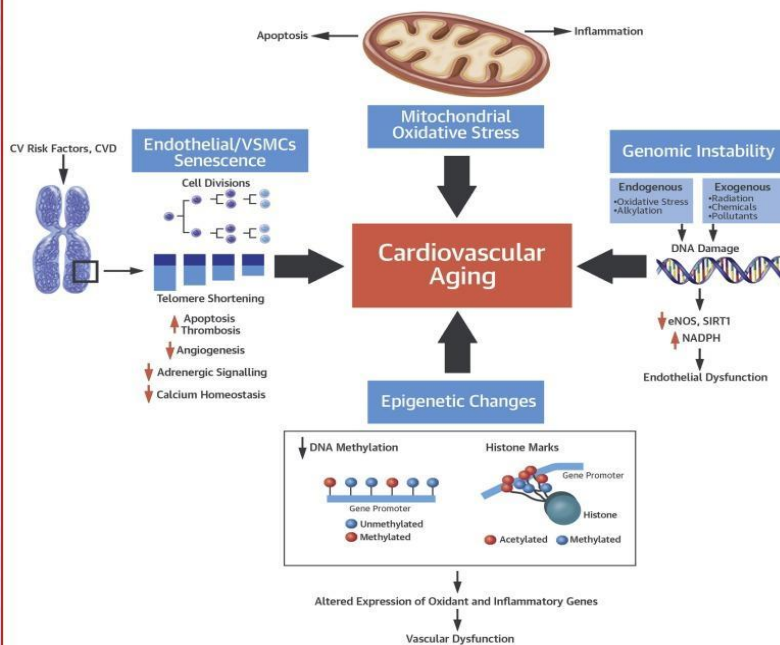 Apoptosis
Inflammation
Mitochondrial
Oxidative Stress
CV Risk Factors, CVD
Endothelial/VSMCs
Senescence
Cell Divisions
Telomere Shortening
Apoptosis
Thrombosis
Angiogenesis
Adrenergic Signalling
Calcium Homeostasis
Cardiovascular
Aging
Genomic Instability
Endogenous
•Oxidative Stress
•Alkylation
Exogenous
•Radiation
•Chemicals
•Pollutants
DNA Damage
eNOS, SIRT1
NADPH
Endothelial Dysfunction
Epigenetic Changes
DNA Methylation
Gene Promoter
Unmethylated
Methylated
Histone Marks
Gene Promoter
Histone
Acetylated
Methylated
Altered Expression of Oxidant and Inflammatory Genes
Vascular Dysfunction